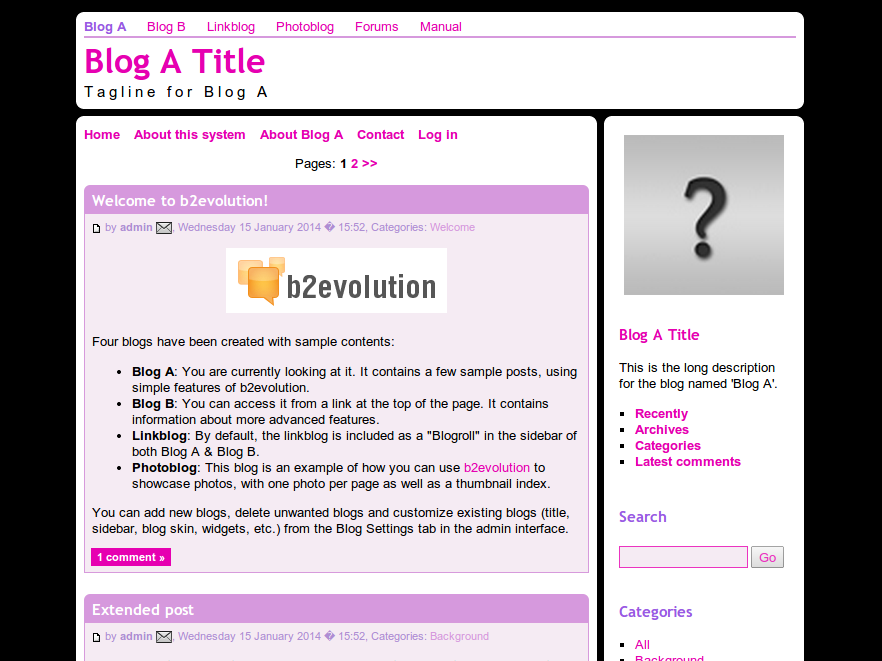 Blog A Blog B Linkblog Photoblog Forums Manual
Blog A Title
Tagline for Blog A
Home About this system About Blog A Contact Log in
Pages: 1 2 >>
Welcome to b2evolution!
by admin , Wednesday 15 January 2014 � 15:52, Categories: Welcome
b2evolution
Four blogs have been created with sample contents:
• Blog A: You are currently looking at it. It contains a few sample posts, using
simple features of b2evolution.
• Blog B: You can access it from a link at the top of the page. It contains
information about more advanced features.
• Linkblog: By default, the linkblog is included as a "Blogroll" in the sidebar of
both Blog A & Blog B.
• Photoblog: This blog is an example of how you can use b2evolution to
showcase photos, with one photo per page as well as a thumbnail index.
You can add new blogs, delete unwanted blogs and customize existing blogs (title,
sidebar, blog skin, widgets, etc.) from the Blog Settings tab in the admin interface.
1 comment »
Extended post
by admin , Wednesday 15 January 2014 � 15:52, Categories: Background
?
Blog A Title
This is the long description
for the blog named 'Blog A'.
▪ Recently
▪ Archives
▪ Categories
▪ Latest comments
Search
Go
Categories
▪ All
▪ Background